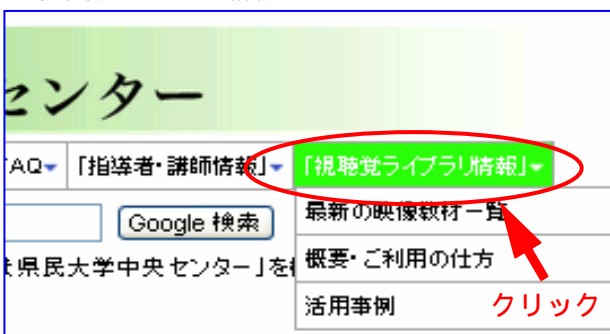 センター
FAQ 「指導者・講師情報」 「視聴覚ライブラリ情報」
最新の映像教材一覧
Google 検索
概要・ご利用の仕方
県民大学中央センター」を
活用事例
クリック